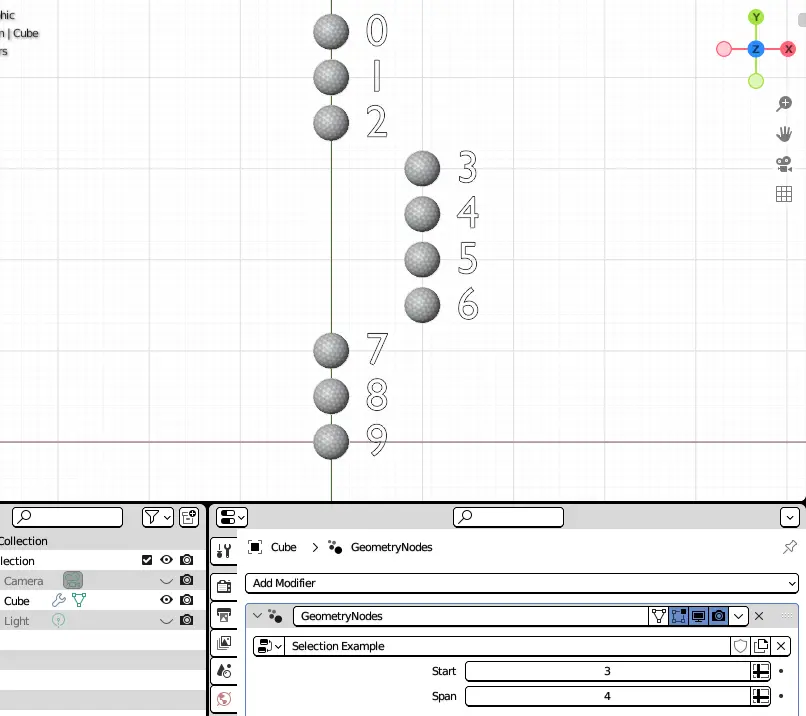 hic
n | Cube
rs
0
1
2
3
4
5
6
7
8
9
Y
Z
X
Collection
lection
Camera
Cube
Light
Cube > GeometryNodes
Add Modifier
GeometryNodes
Selection Example
Start 3
Span 4